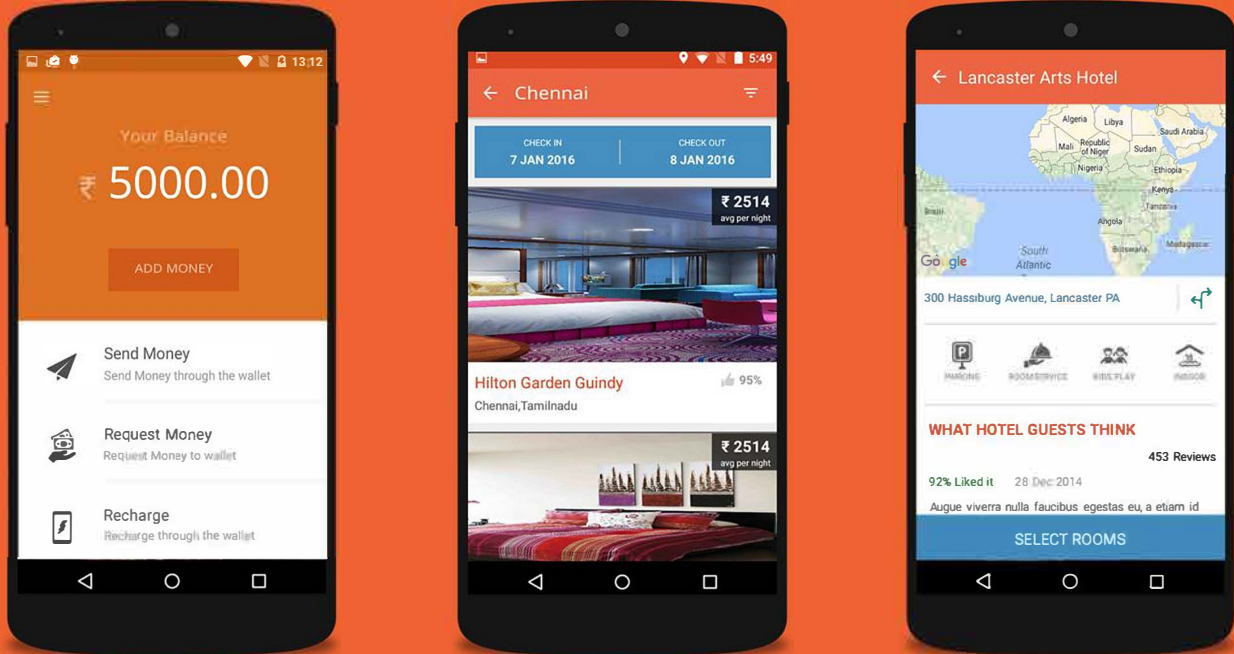 13:12
Your Balance
₹ 5000.00
ADD MONEY
Send Money
Send Money through the wallet
Request Money
Request Money to wallet
Recharge
Recharge through the wallet
5:49
Chennai
CHECK IN
7 JAN 2016
CHECK OUT
8 JAN 2016
₹ 2514
avg per night
Hilton Garden Guindy
95%
Chennai,Tamilnadu
₹ 2514
avg per night
Lancaster Arts Hotel
Algeria
Libya
Saudi Arabia
Mali
Republic of Niger
Sudan
Nigeria
Ethiopia
Kenya
Tanzania
Brasil
Angola
Botswana
Madagascar
South
Atlantic
Google
300 Hassiburg Avenue, Lancaster PA
PARKING
ROOM SERVICE
KIDS PLAY
INDOOR
WHAT HOTEL GUESTS THINK
453 Reviews
92% Liked it
28 Dec 2014
Augue viverra nulla faucibus egestas eu, a etiam id
SELECT ROOMS